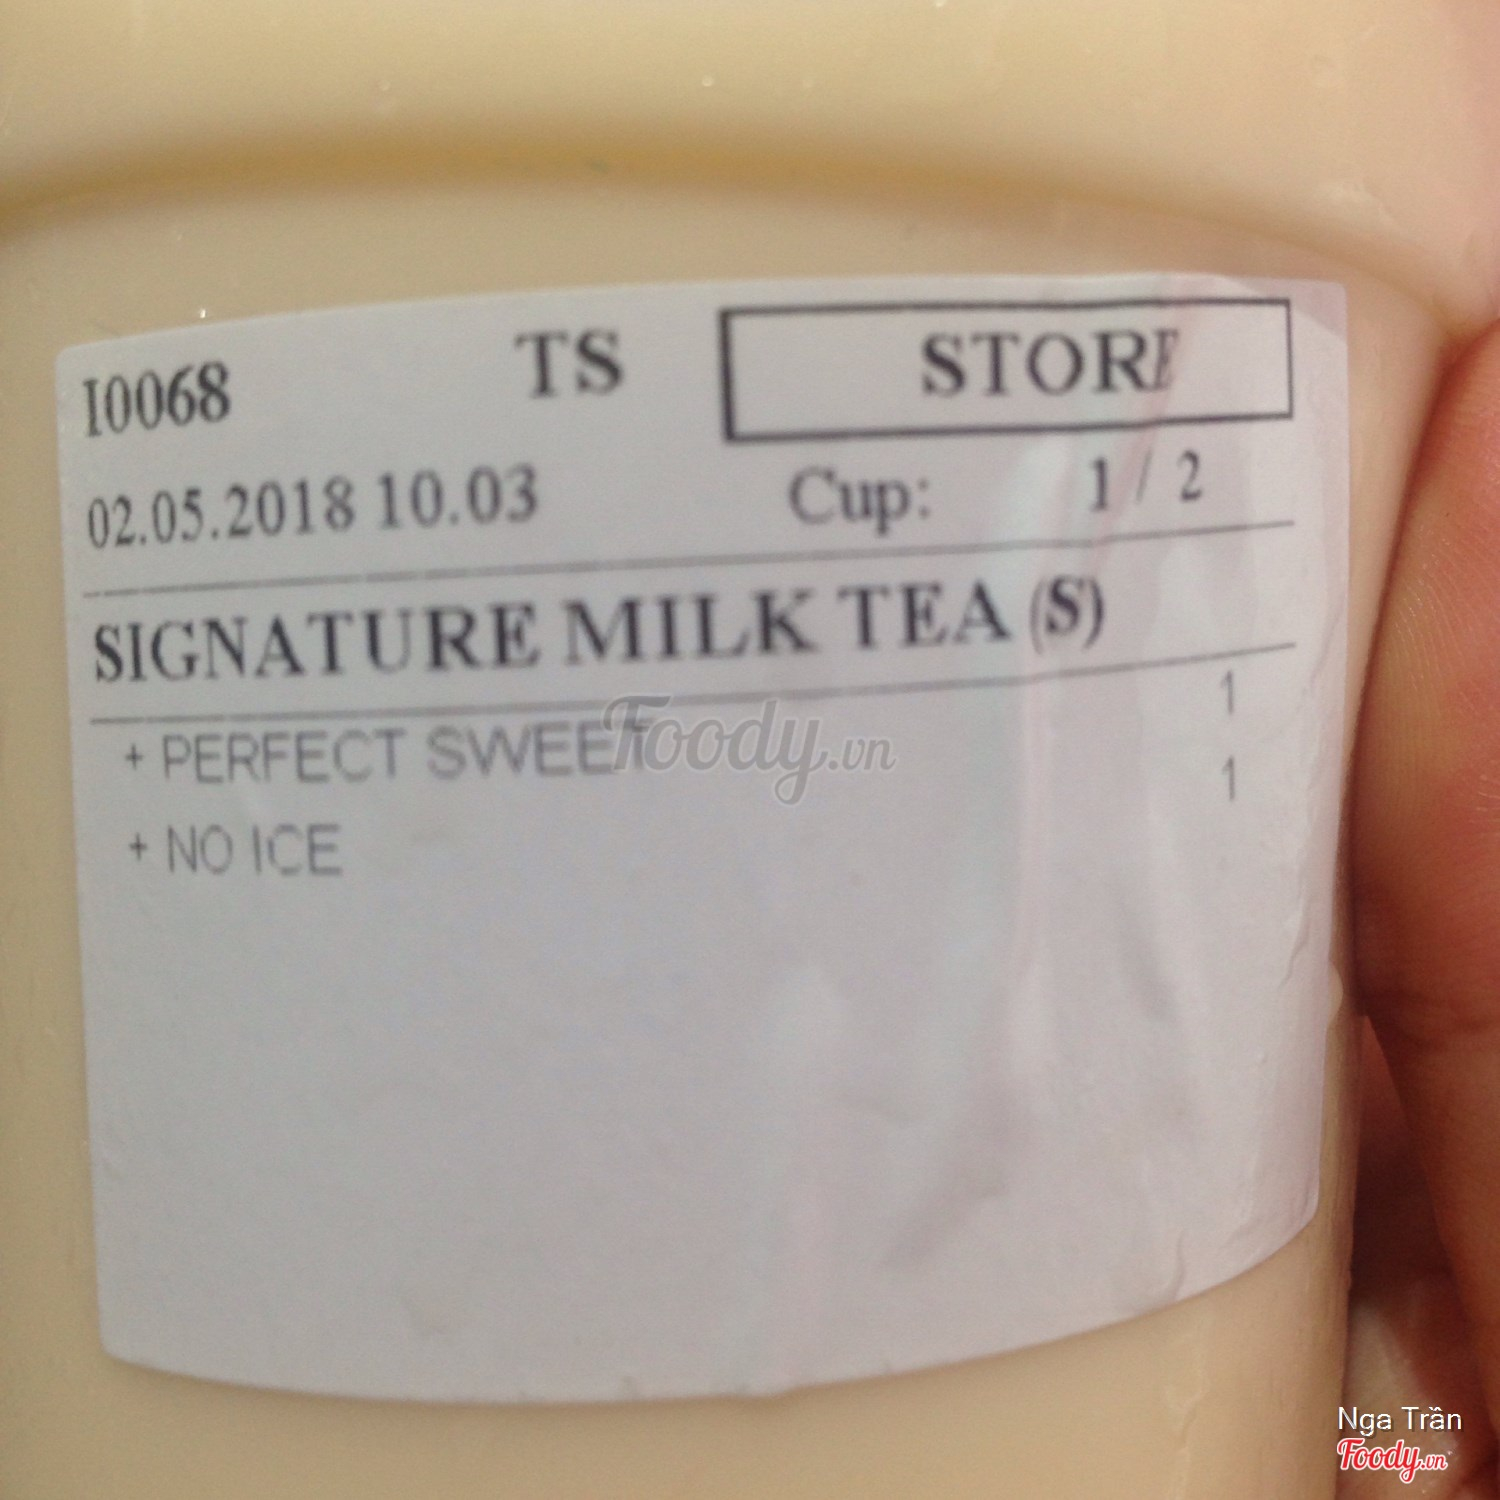 I0068 TS STORE
02.05.2018 10.03 Cup: 1 / 2
SIGNATURE MILK TEA (S)
+ PERFECT SWEET 1
+ NO ICE 1
Foody.vn
Nga Trần
Foody.vn